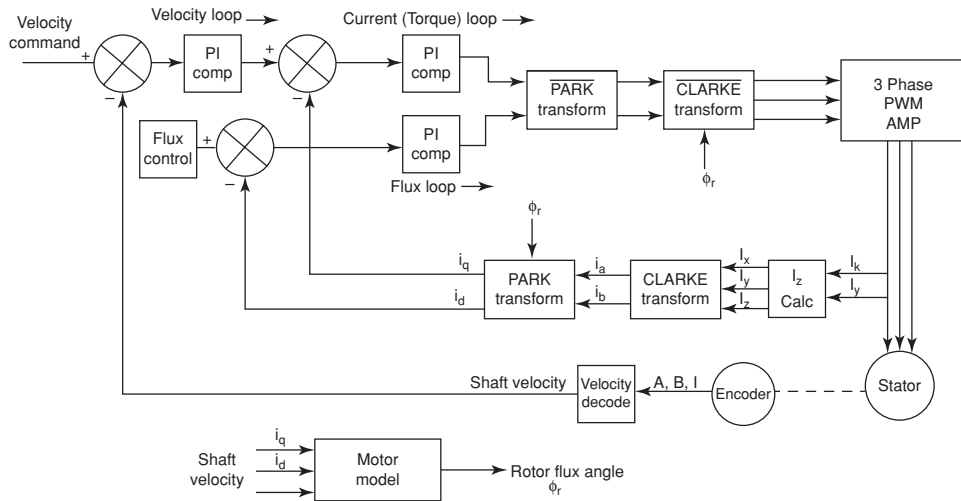 Velocity command
Velocity loop
Current (Torque) loop
+
−
PI comp
+
−
PI comp
PARK transform
CLARKE transform
3 Phase PWM AMP
Flux control
+
−
PI comp
Flux loop
ϕr
ϕr
iq
id
PARK transform
ia
ib
CLARKE transform
Ix
Iy
Iz
Iz Calc
Ik
Iy
Shaft velocity
Velocity decode
A, B, I
Encoder
Stator
Shaft velocity
iq
id
Motor model
Rotor flux angle
ϕr